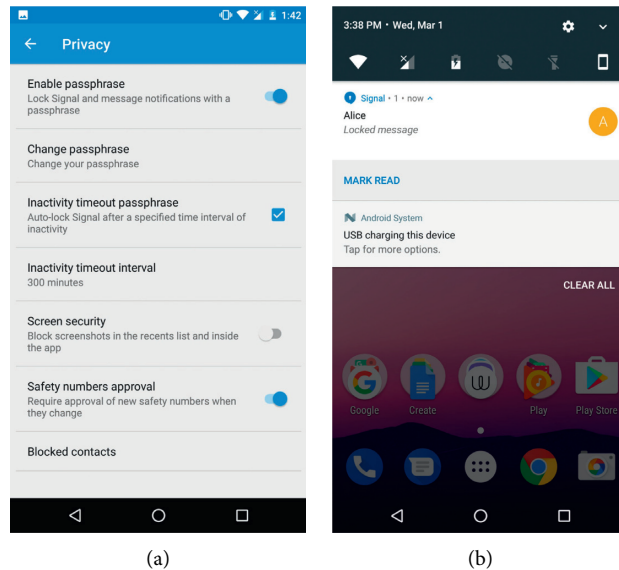 1:42
Privacy
Enable passphrase
Lock Signal and message notifications with a
passphrase
Change passphrase
Change your passphrase
Inactivity timeout passphrase
Auto-lock Signal after a specified time interval of
inactivity
Inactivity timeout interval
300 minutes
Screen security
Block screenshots in the recents list and inside
the app
Safety numbers approval
Require approval of new safety numbers when
they change
Blocked contacts
(a)
3:38 PM • Wed, Mar 1
Signal • 1 • now
Alice
Locked message
A
MARK READ
Android System
USB charging this device
Tap for more options.
CLEAR ALL
Google Create Play Play Store
(b)